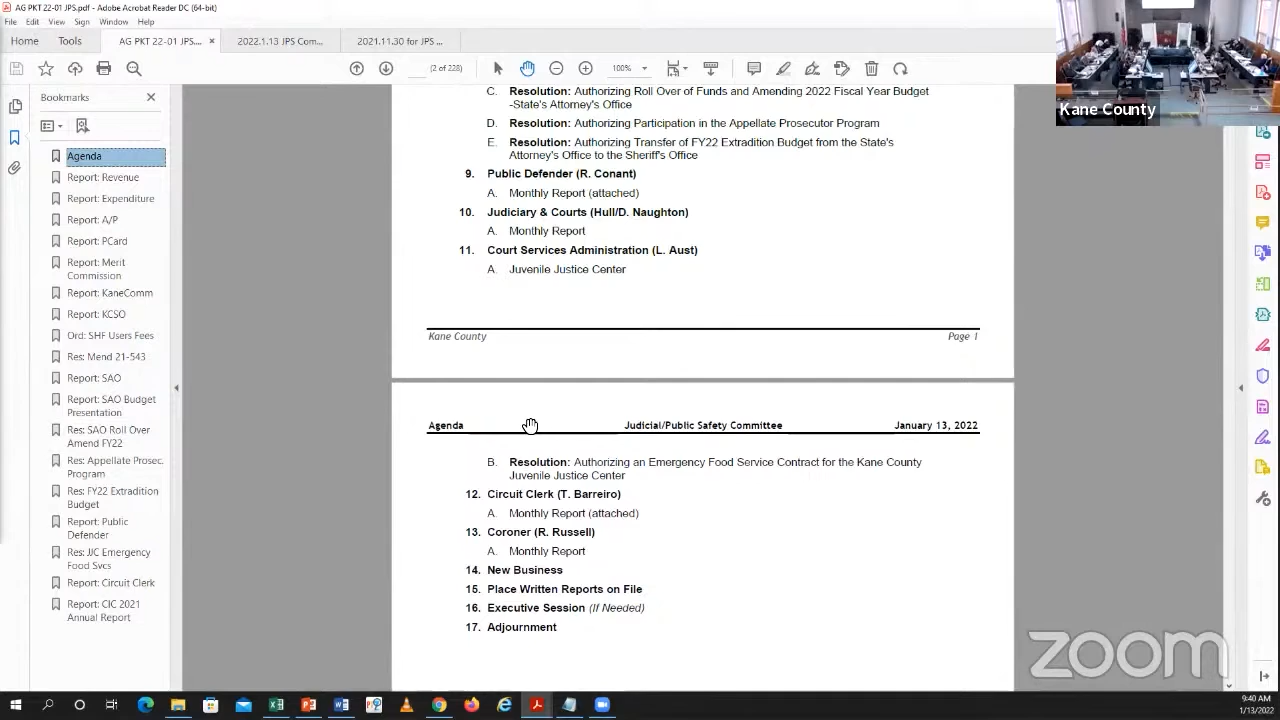 AG PKT 22-01 JPS.pdf - Adobe Acrobat Reader DC (64-bit)
File Edit View Sign Window Help
Home Tools AG PKT 22-01 JPS... × 2022.1.13 JPS Com... 2021.11.30 for JPS ...
(2 of 228) 100%
Kane County
Bookmarks
Agenda
Report: Revenue
Report: Expenditure
Report: A/P
Report: PCard
Report: Merit
Commission
Report: KaneComm
Report: KCSO
Ord: SHF Users Fees
Res: Mend 21-543
Report: SAO
Report: SAO Budget
Presentation
Res: SAO Roll Over
Amend FY22
Res: Appellate Prosec.
Program
Res: FY22 Extradition
Budget
Report: Public
Defender
Res: JJC Emergency
Food Svcs
Report: Circuit Clerk
Report: CIC 2021
Annual Report
C. Resolution: Authorizing Roll Over of Funds and Amending 2022 Fiscal Year Budget
-State's Attorney's Office
D. Resolution: Authorizing Participation in the Appellate Prosecutor Program
E. Resolution: Authorizing Transfer of FY22 Extradition Budget from the State's
Attorney's Office to the Sheriff's Office
9. Public Defender (R. Conant)
A. Monthly Report (attached)
10. Judiciary & Courts (Hull/D. Naughton)
A. Monthly Report
11. Court Services Administration (L. Aust)
A. Juvenile Justice Center
Kane County Page 1
Agenda Judicial/Public Safety Committee January 13, 2022
B. Resolution: Authorizing an Emergency Food Service Contract for the Kane County
Juvenile Justice Center
12. Circuit Clerk (T. Barreiro)
A. Monthly Report (attached)
13. Coroner (R. Russell)
A. Monthly Report
14. New Business
15. Place Written Reports on File
16. Executive Session (If Needed)
17. Adjournment
zoom
9:40 AM
1/13/2022